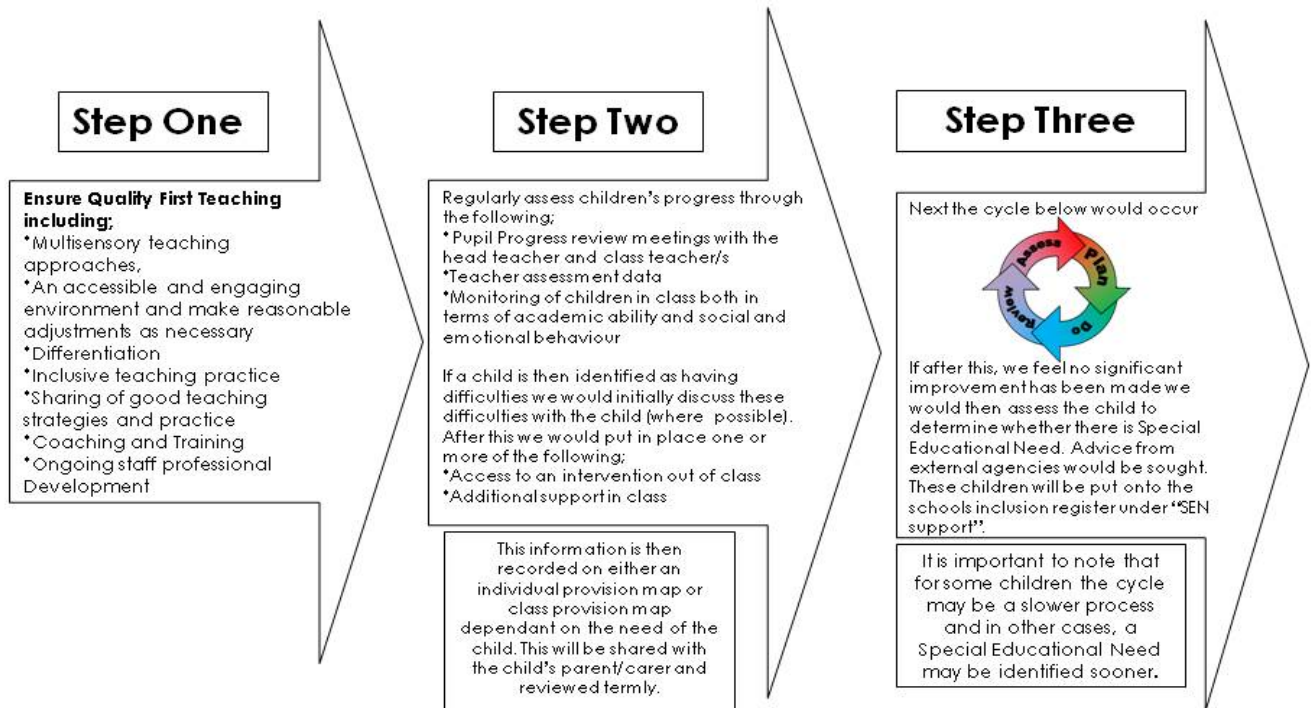 Step One
Ensure Quality First Teaching
including;
*Multisensory teaching
approaches,
*An accessible and engaging
environment and make reasonable
adjustments as necessary
*Differentiation
*Inclusive teaching practice
*Sharing of good teaching
strategies and practice
*Coaching and Training
*Ongoing staff professional
Development
Step Two
Regularly assess children's progress through
the following;
*Pupil Progress review meetings with the
head teacher and class teacher/s
*Teacher assessment data
*Monitoring of children in class both in
terms of academic ability and social and
emotional behaviour
If a child is then identified as having
difficulties we would initially discuss these
difficulties with the child (where possible).
After this we would put in place one or
more of the following;
*Access to an intervention out of class
*Additional support in class
This information is then
recorded on either an
individual provision map or
class provision map
dependant on the need of the
child. This will be shared with
the child's parent/carer and
reviewed termly.
Step Three
Next the cycle below would occur
Assess
Plan
Do
Review
If after this, we feel no significant
improvement has been made we
would then assess the child to
determine whether there is Special
Educational Need. Advice from
external agencies would be sought.
These children will be put onto the
schools inclusion register under "SEN
support".
It is important to note that
for some children the cycle
may be a slower process
and in other cases, a
Special Educational Need
may be identified sooner.